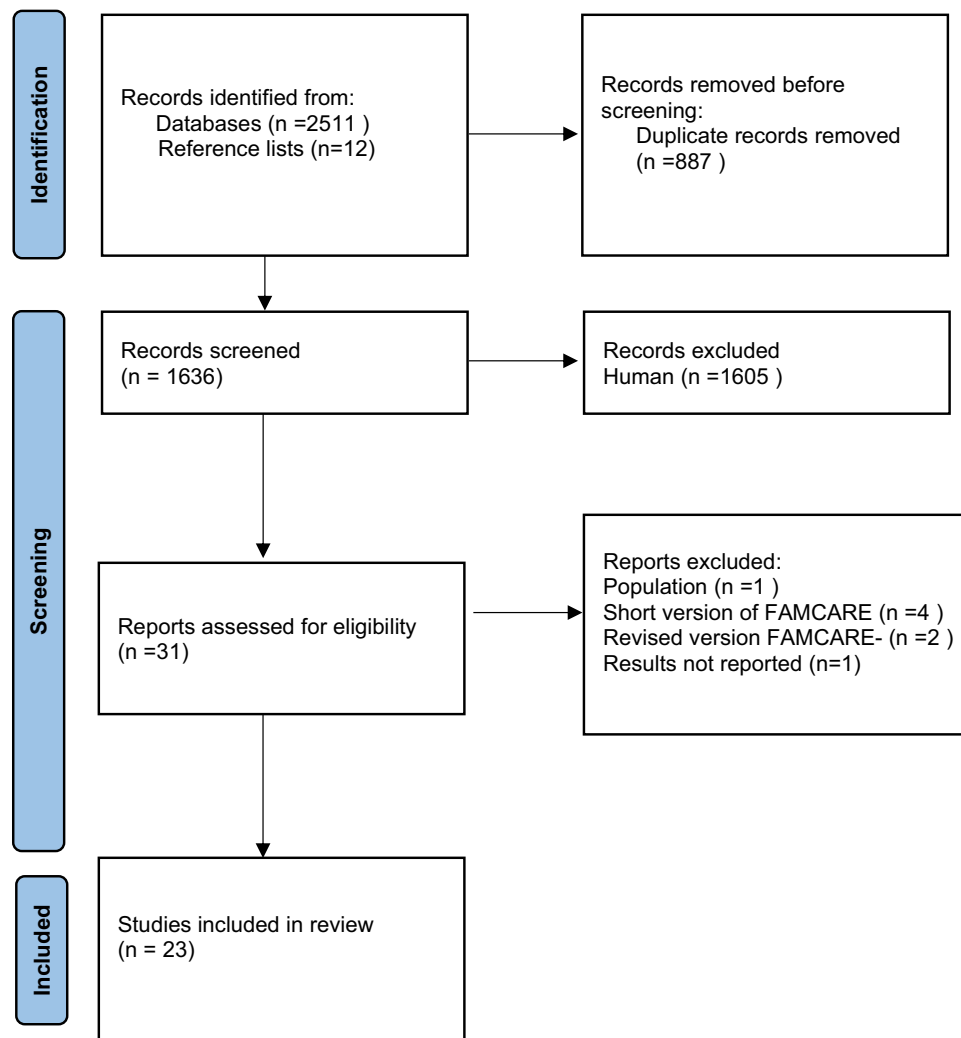 Identification
Records identified from:
Databases (n =2511 )
Reference lists (n=12)
Records removed before
screening:
Duplicate records removed
(n =887 )
Screening
Records screened
(n = 1636)
Records excluded
Human (n =1605 )
Reports assessed for eligibility
(n =31)
Reports excluded:
Population (n =1 )
Short version of FAMCARE (n =4 )
Revised version FAMCARE- (n =2 )
Results not reported (n=1)
Included
Studies included in review
(n = 23)